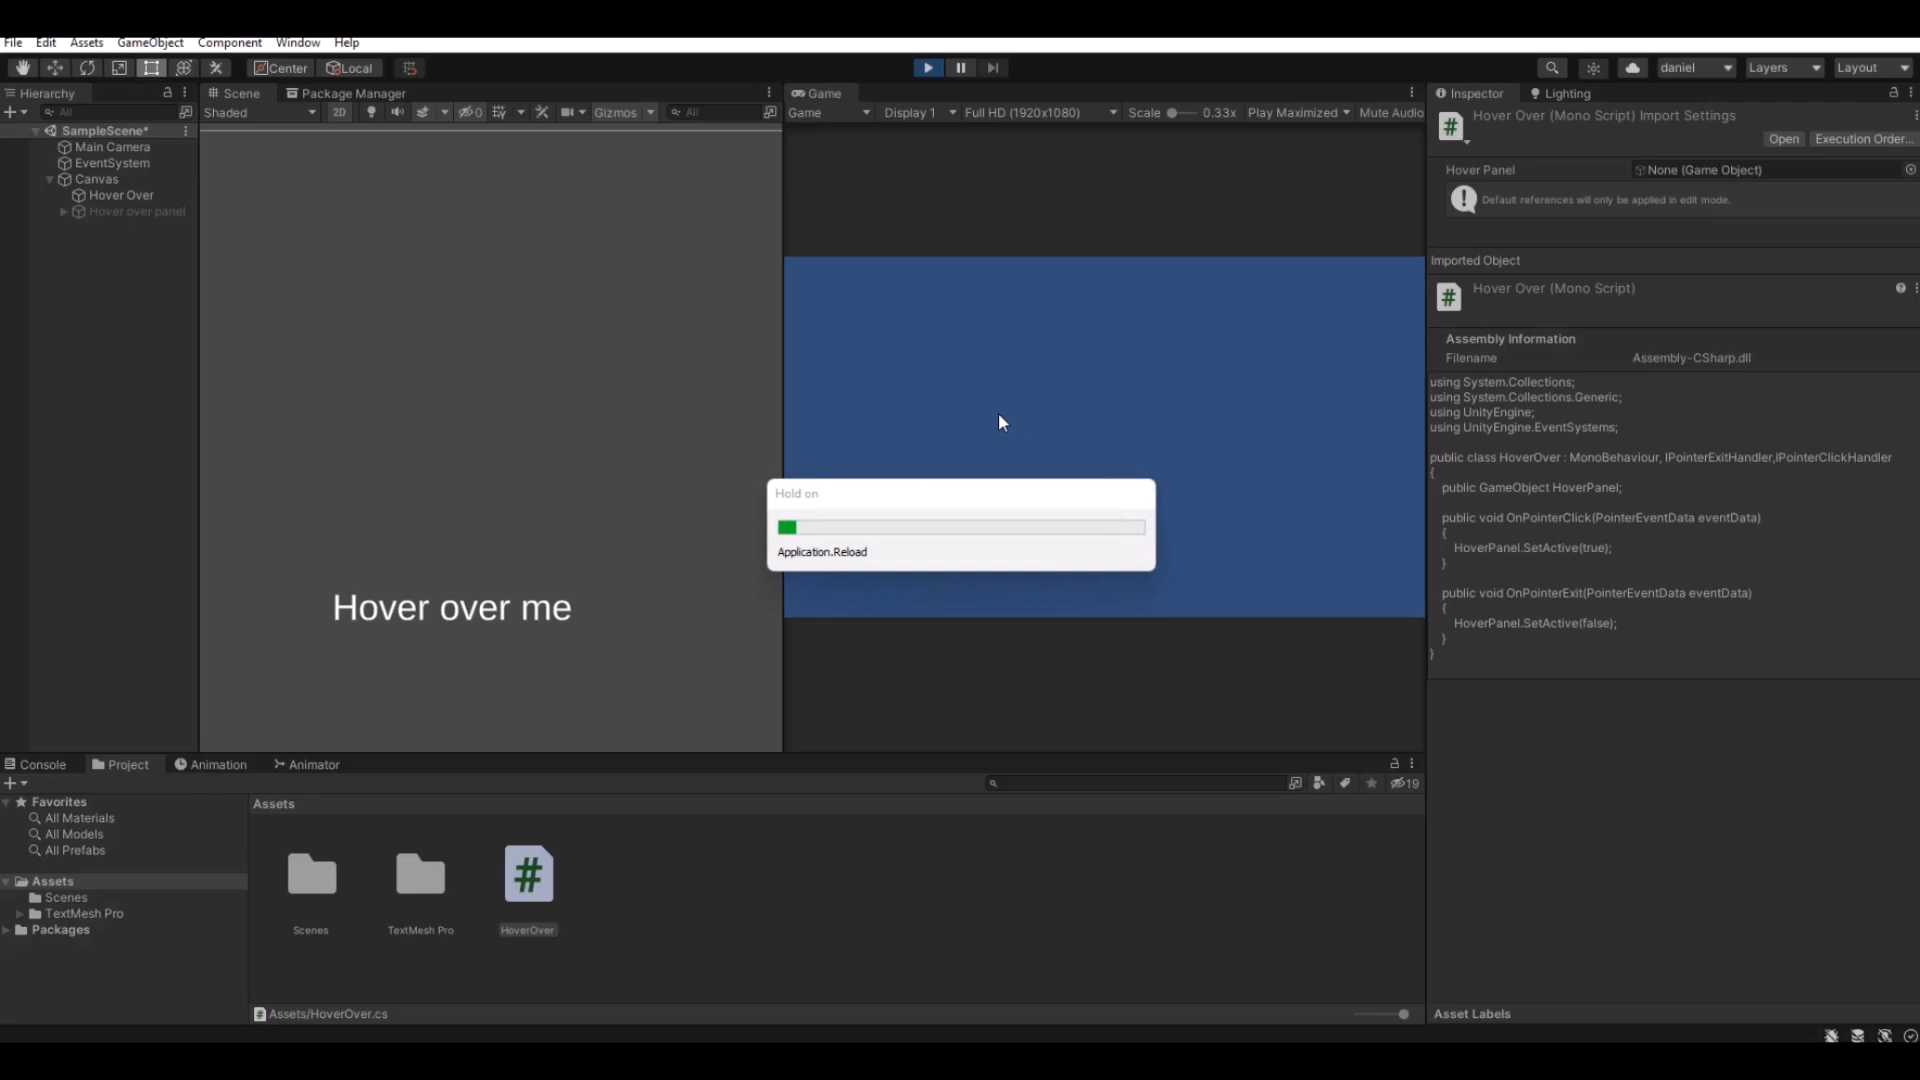 File Edit Assets GameObject Component Window Help
Center Local daniel Layers Layout
Hierarchy
All
SampleScene*
Main Camera
EventSystem
Canvas
Hover Over
Hover over panel
Scene Package Manager
Shaded 2D 0 Gizmos All
Hover over me
Game
Game Display 1 Full HD (1920x1080) Scale 0.33x Play Maximized Mute Audio
Hold on
Application.Reload
Inspector Lighting
# Hover Over (Mono Script) Import Settings
Open Execution Order...
Hover Panel None (Game Object)
Default references will only be applied in edit mode.
Imported Object
# Hover Over (Mono Script)
Assembly Information
Filename Assembly-CSharp.dll
using System.Collections;
using System.Collections.Generic;
using UnityEngine;
using UnityEngine.EventSystems;
public class HoverOver : MonoBehaviour, IPointerExitHandler,IPointerClickHandler
{
public GameObject HoverPanel;
public void OnPointerClick(PointerEventData eventData)
{
HoverPanel.SetActive(true);
}
public void OnPointerExit(PointerEventData eventData)
{
HoverPanel.SetActive(false);
}
}
Asset Labels
Console Project Animation Animator
19
Favorites
All Materials
All Models
All Prefabs
Assets
Scenes
TextMesh Pro
Packages
Assets
#
Scenes TextMesh Pro HoverOver
Assets/HoverOver.cs